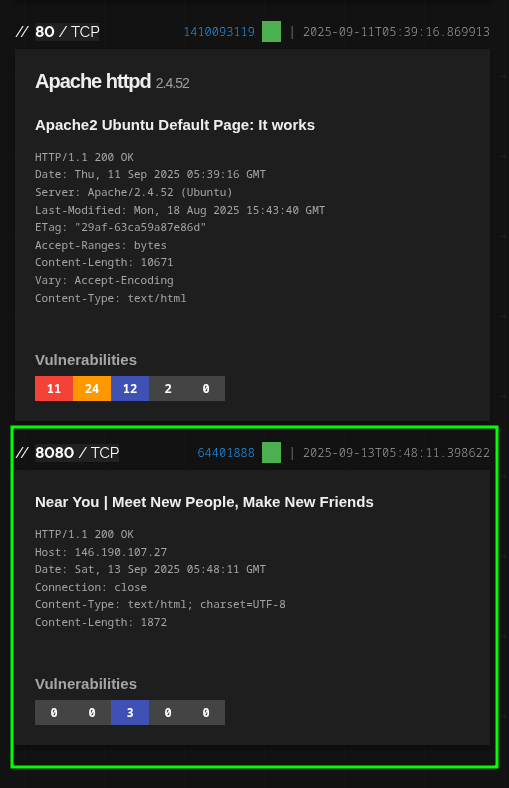 // 80 / TCP 1410093119 | 2025-09-11T05:39:16.869913
Apache httpd 2.4.52
Apache2 Ubuntu Default Page: It works
HTTP/1.1 200 OK
Date: Thu, 11 Sep 2025 05:39:16 GMT
Server: Apache/2.4.52 (Ubuntu)
Last-Modified: Mon, 18 Aug 2025 15:43:40 GMT
ETag: "29af-63ca59a87e86d"
Accept-Ranges: bytes
Content-Length: 10671
Vary: Accept-Encoding
Content-Type: text/html
Vulnerabilities
11 24 12 2 0
// 8080 / TCP 64401888 | 2025-09-13T05:48:11.398622
Near You | Meet New People, Make New Friends
HTTP/1.1 200 OK
Host: 146.190.107.27
Date: Sat, 13 Sep 2025 05:48:11 GMT
Connection: close
Content-Type: text/html; charset=UTF-8
Content-Length: 1872
Vulnerabilities
0 0 3 0 0